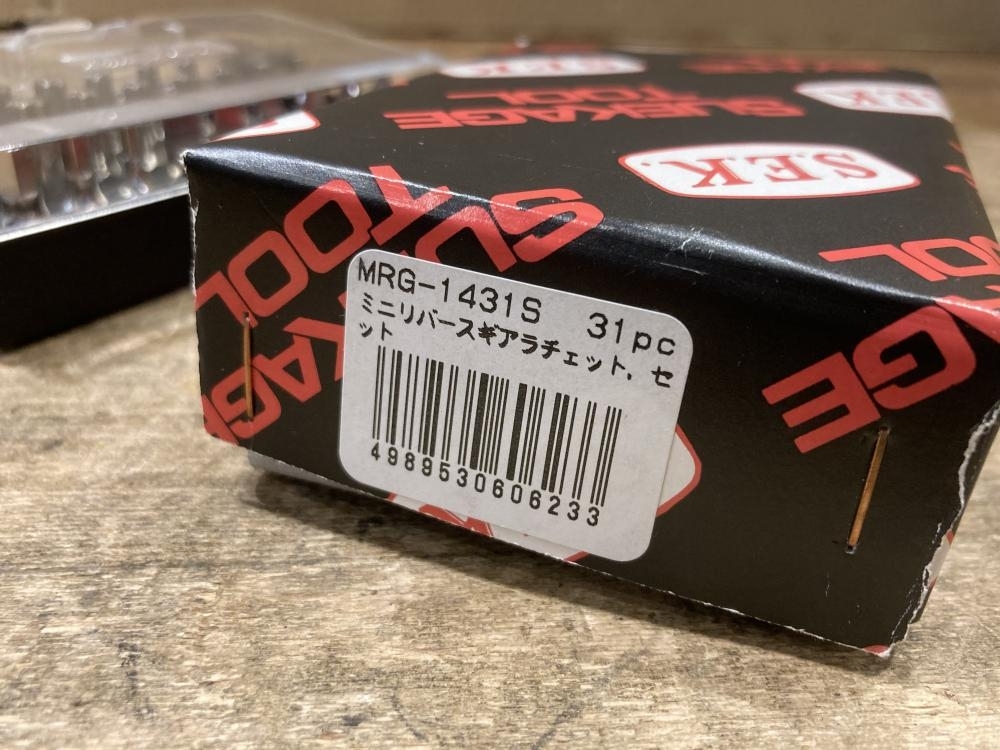 S.E.K.
SUEKAGE
TOOL
S.E.K.
SUEKAGE
TOOL
MRG-1431S 31pc
ミニリバースギアラチェット, セ
ット
4989530606233